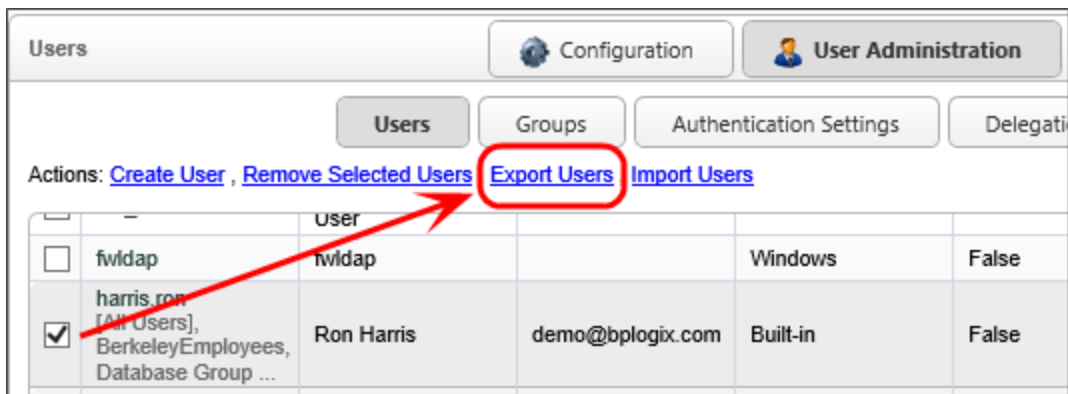 Users
Configuration
User Administration
Users
Groups
Authentication Settings
Delegati
Actions: Create User , Remove Selected Users Export Users Import Users
User
fwldap fwldap Windows False
harris.ron
[All Users],
BerkeleyEmployees,
Database Group ...
Ron Harris demo@bplogix.com Built-in False